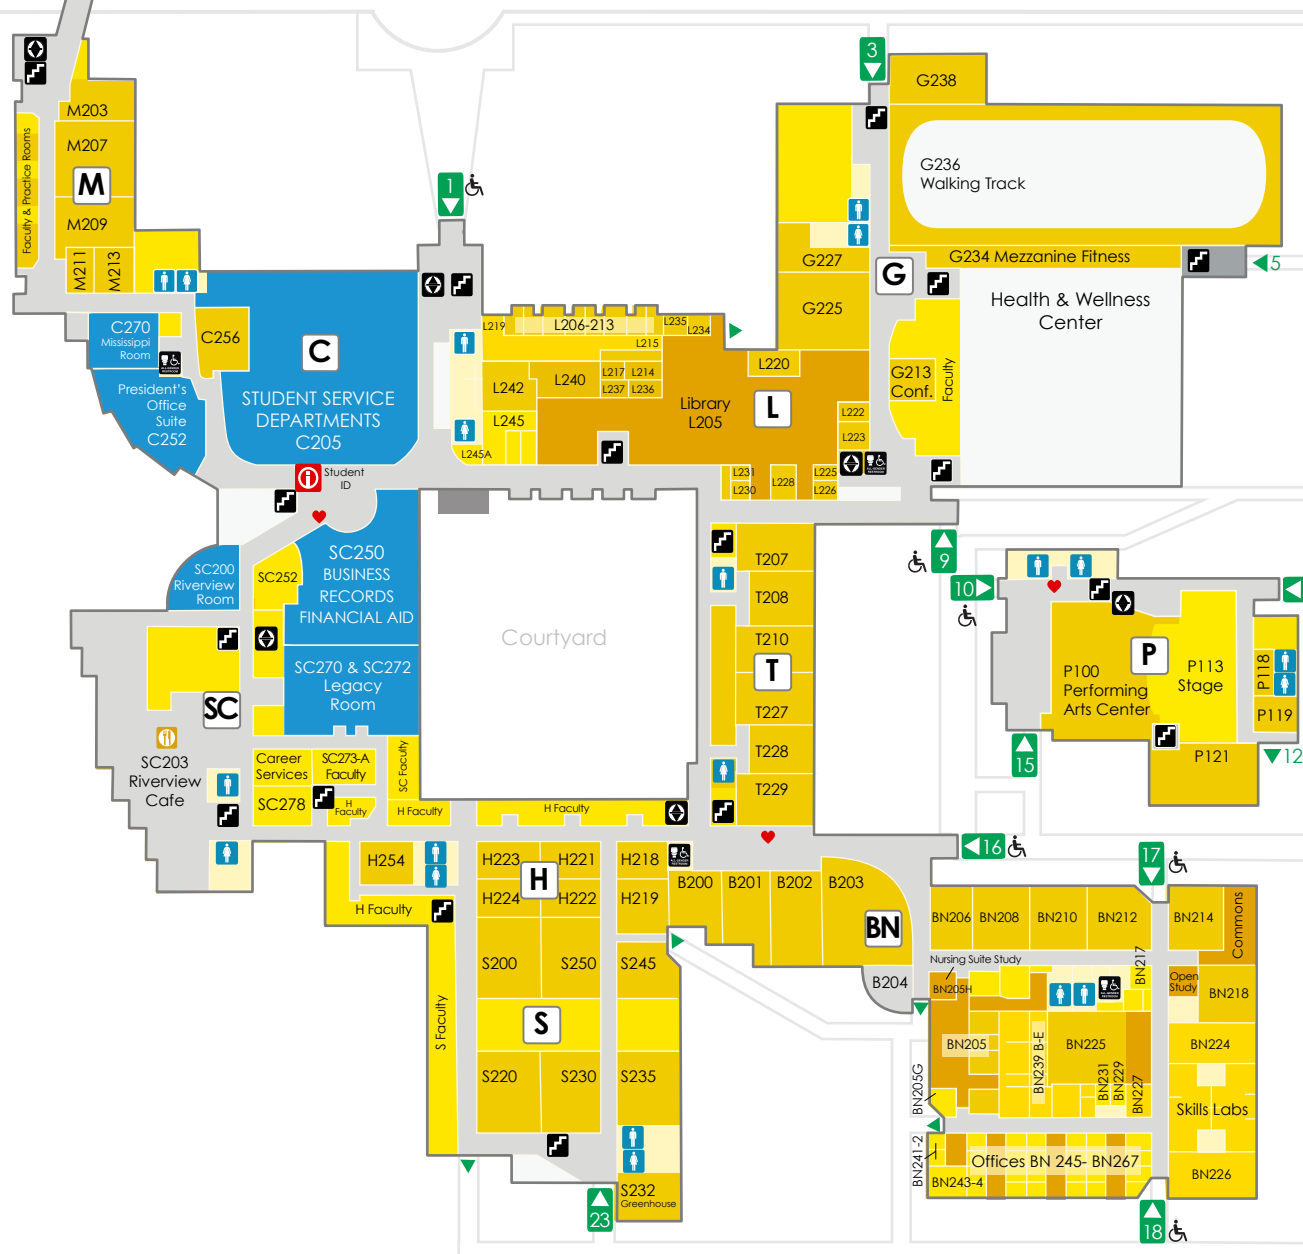 3
G238
M203
M207
M
M209
M211
M213
Faculty & Practice Rooms
1
G236
Walking Track
G227
G
G234 Mezzanine Fitness
5
G225
Health & Wellness
Center
C270
Mississippi
Room
C256
C
President's
Office
Suite
C252
STUDENT SERVICE
DEPARTMENTS
C205
L219
L206-213
L235
L234
L215
L220
L242
L240
L217
L214
L237
L236
L245
L245A
Library
L205
L
L222
L223
G213
Conf.
Faculty
L231
L230
L228
L225
L226
Student
ID
SC250
BUSINESS
RECORDS
FINANCIAL AID
SC200
Riverview
Room
SC252
SC270 & SC272
Legacy
Room
SC
SC203
Riverview
Cafe
Courtyard
T207
T208
T210
T
T227
T228
T229
9
10
P100
Performing
Arts Center
P
P113
Stage
P118
P119
P121
12
15
Career
Services
SC273-A
Faculty
SC Faculty
SC278
H
Faculty
H Faculty
H Faculty
H254
H Faculty
H223
H221
H
H224
H222
H218
H219
B200
B201
B202
B203
BN
B204
16
17
BN206
BN208
BN210
BN212
BN214
Commons
BN217
Nursing Suite Study
BN205H
Open
Study
BN218
S200
S250
S245
S
S Faculty
S220
S230
S235
S232
Greenhouse
23
BN205
BN239 B-E
BN225
BN231
BN229
BN227
BN224
BN205G
Skills Labs
BN241-2
Offices BN 245- BN267
BN243-4
BN226
18